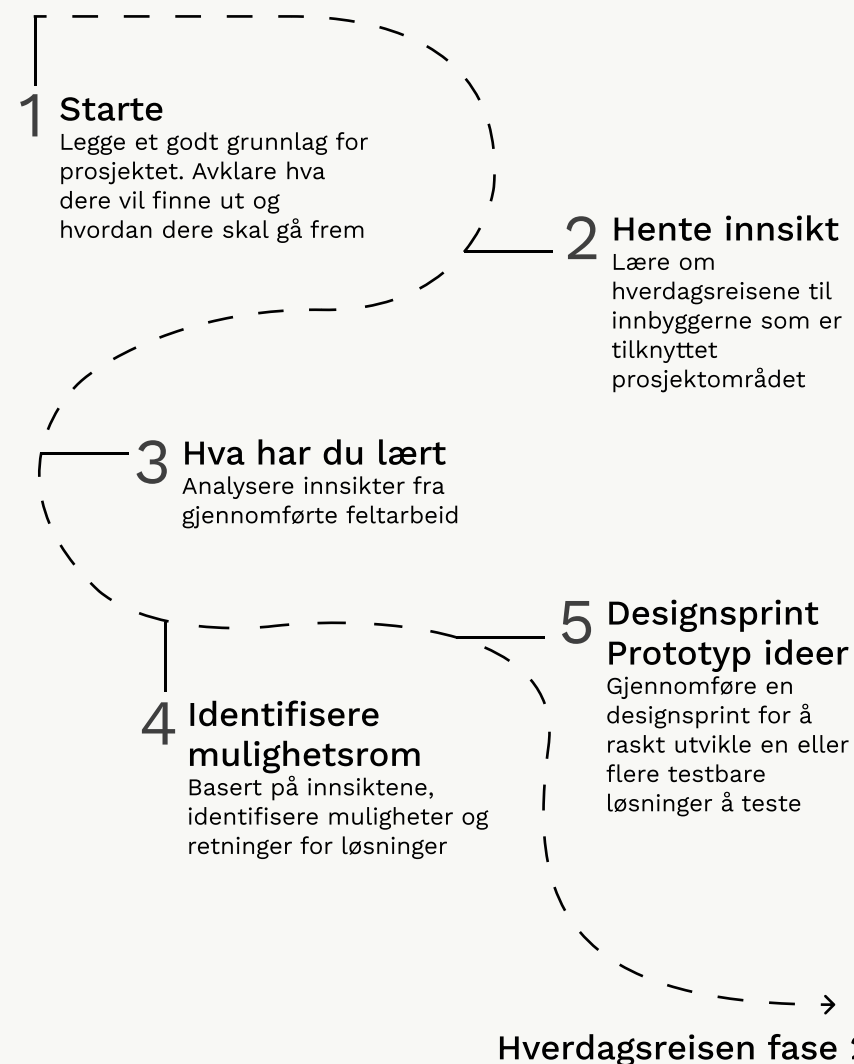 1 Starte
Legge et godt grunnlag for
prosjektet. Avklare hva
dere vil finne ut og
hvordan dere skal gå frem
2 Hente innsikt
Lære om
hverdagsreisene til
innbyggerne som er
tilknyttet
prosjektområdet
3 Hva har du lært
Analysere innsikter fra
gjennomførte feltarbeid
4 Identifisere
mulighetsrom
Basert på innsiktene,
identifisere muligheter og
retninger for løsninger
5 Designsprint
Prototyp ideer
Gjennomføre en
designsprint for å
raskt utvikle en eller
flere testbare
løsninger å teste
Hverdagsreisen fase